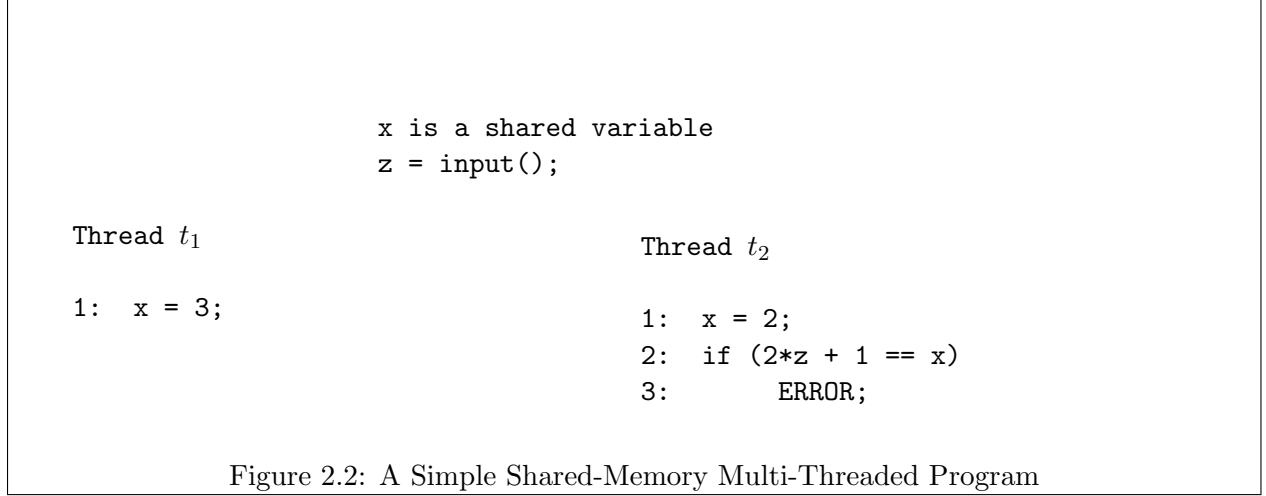 x is a shared variable
z = input();
Thread t₁
1: x = 3;
Thread t₂
1: x = 2;
2: if (2*z + 1 == x)
3: ERROR;
Figure 2.2: A Simple Shared-Memory Multi-Threaded Program